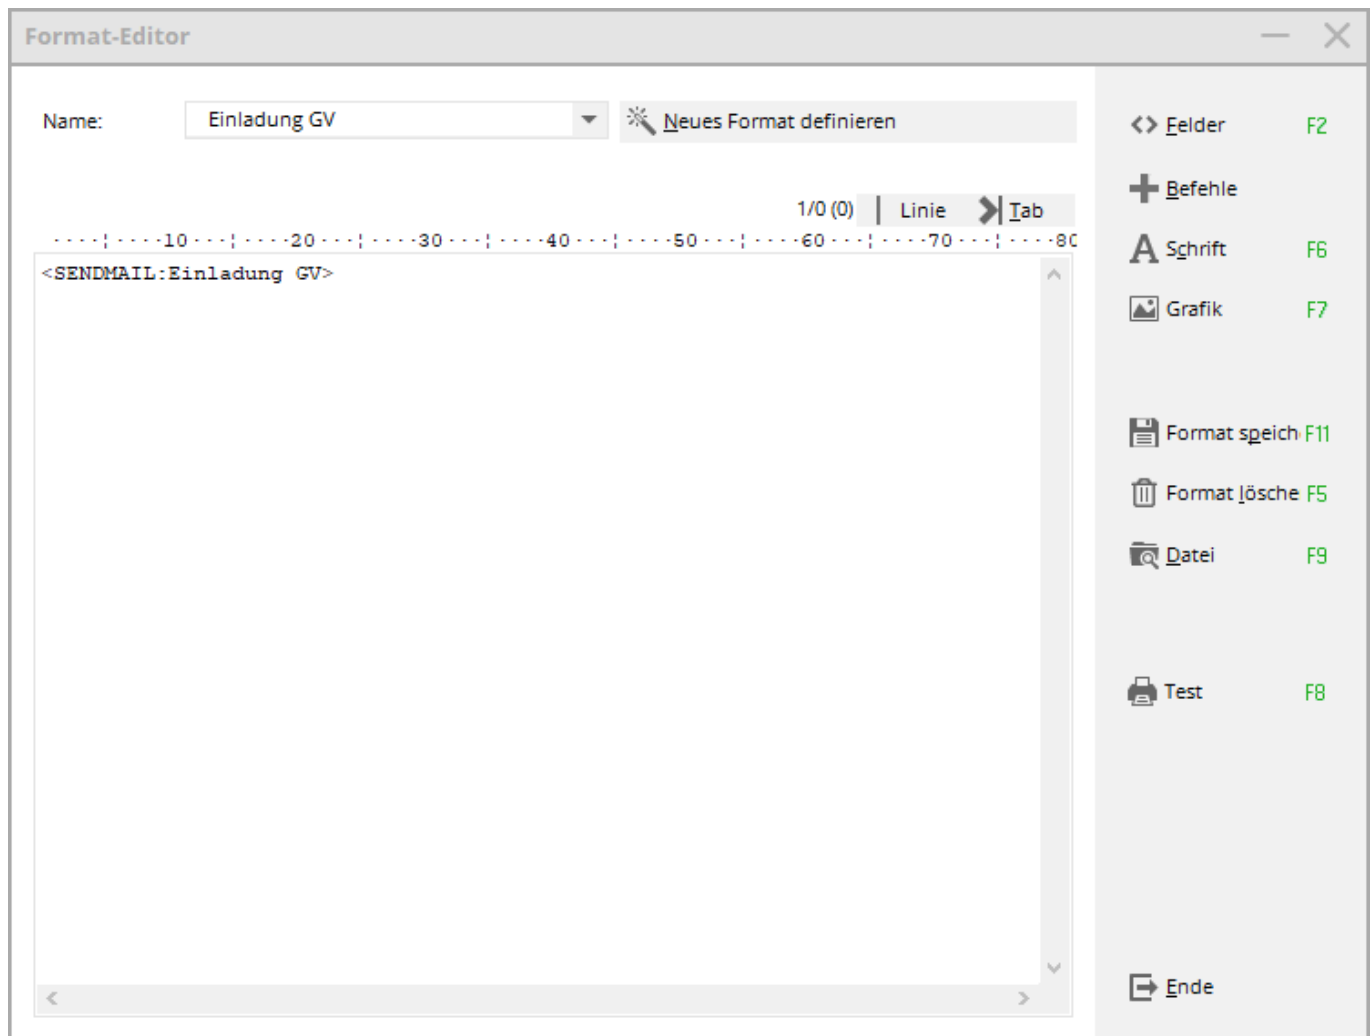 Format-Editor
Name: Einladung GV Neues Format definieren
1/0 (0) Linie Tab
····¦····10···¦····20···¦····30···¦····40···¦····50···¦····60···¦····70···¦····80
<SENDMAIL:Einladung GV>
Felder F2
Befehle
Schrift F6
Grafik F7
Format speich F11
Format lösche F5
Datei F9
Test F8
Ende